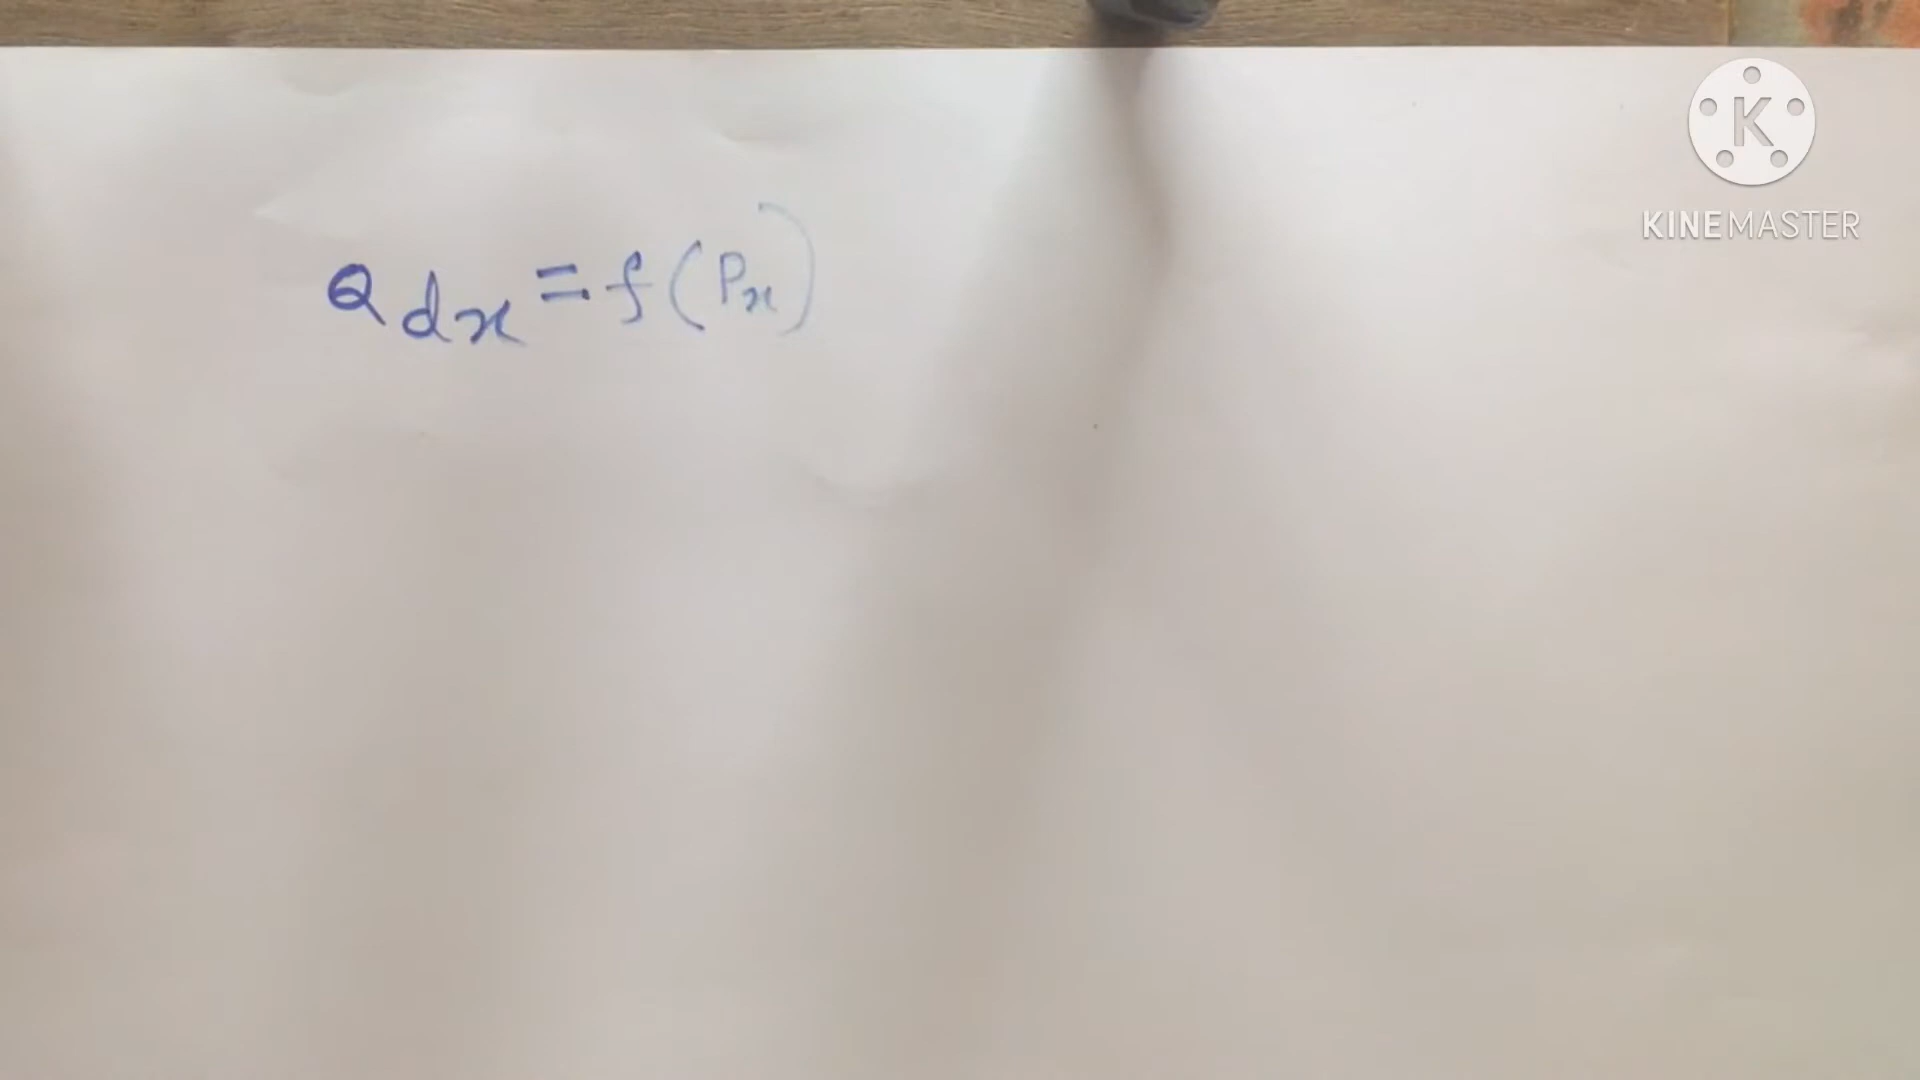 Qdx = f(Px)
K
KINEMASTER